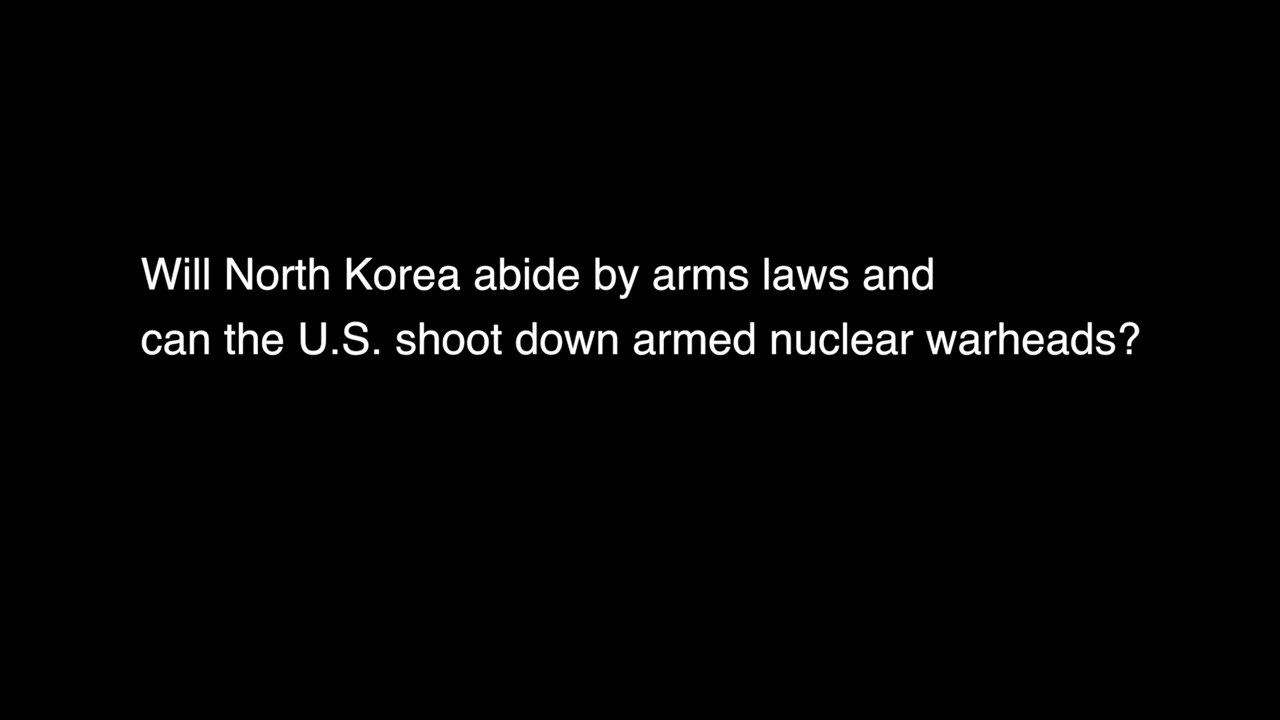 Will North Korea abide by arms laws and
can the U.S. shoot down armed nuclear warheads?